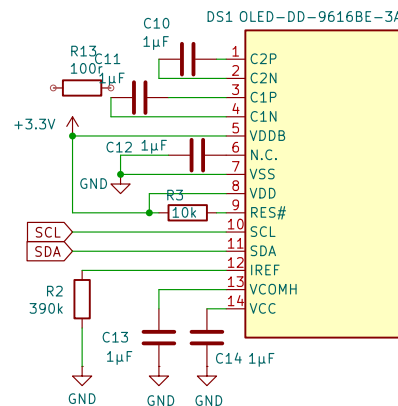 DS1 OLED-DD-9616BE-3A
C10
1µF
R13
100r
C11
1µF
1 C2P
2 C2N
3 C1P
4 C1N
+3.3V
5 VDDB
C12 1µF
6 N.C.
7 VSS
GND
8 VDD
R3
10k
9 RES#
SCL
10 SCL
SDA
11 SDA
12 IREF
R2
390k
13 VCOMH
14 VCC
C13
1µF
C14 1µF
GND
GND
GND